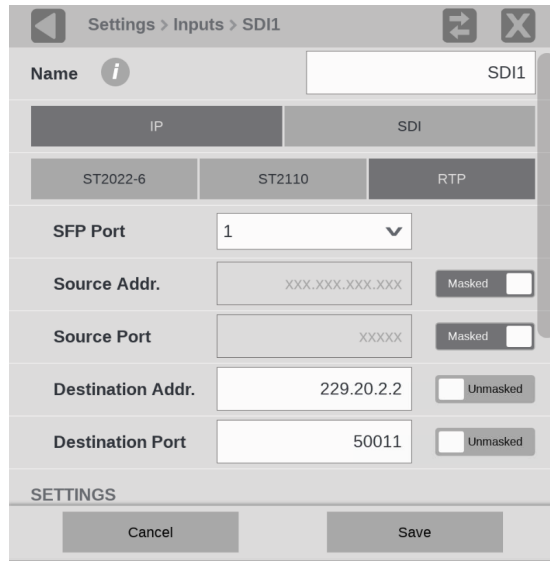 Settings > Inputs > SDI1
Name i SDI1
IP SDI
ST2022-6 ST2110 RTP
SFP Port 1
Source Addr. xxx.xxx.xxx.xxx Masked
Source Port xxxxx Masked
Destination Addr. 229.20.2.2 Unmasked
Destination Port 50011 Unmasked
SETTINGS
Cancel Save